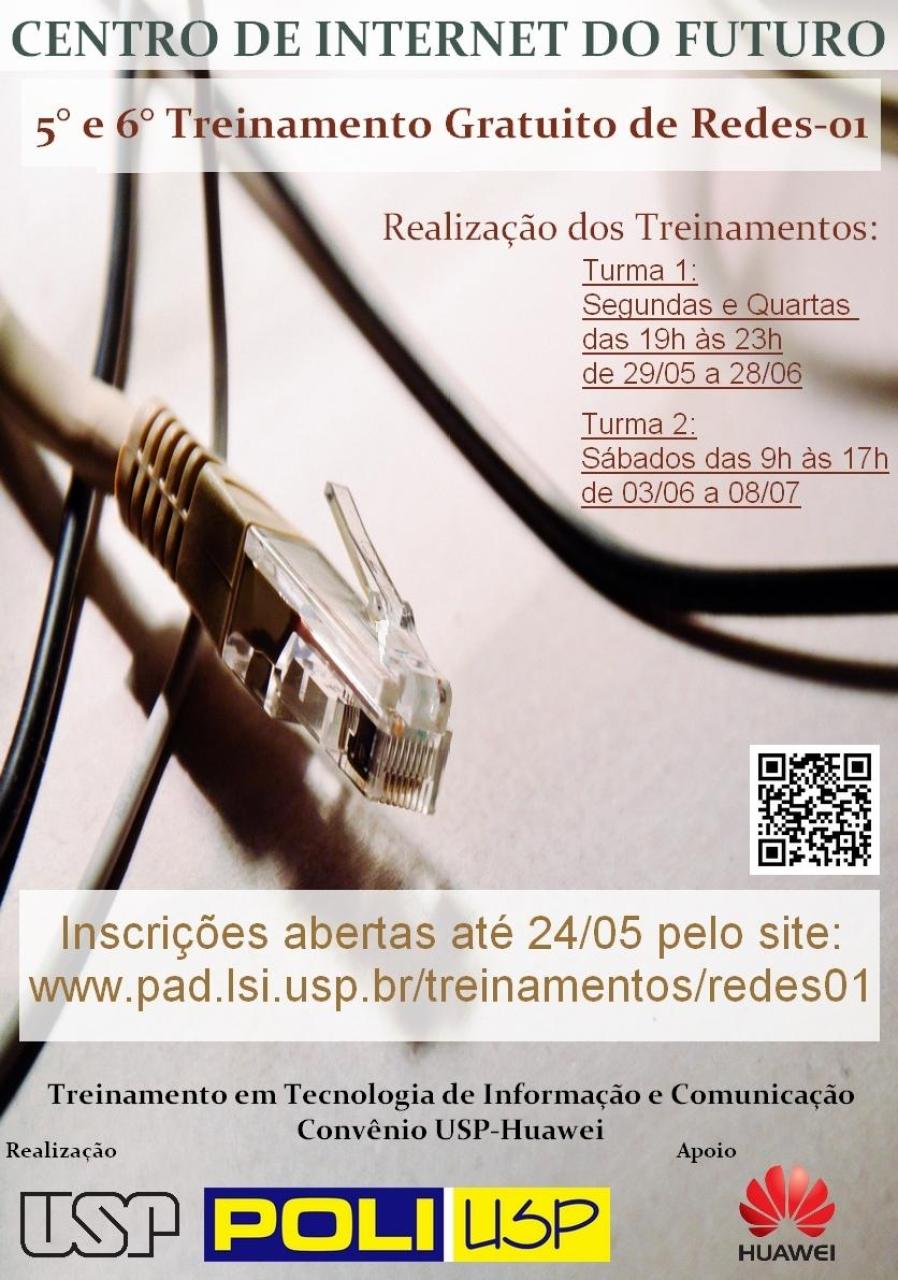 CENTRO DE INTERNET DO FUTURO
5° e 6° Treinamento Gratuito de Redes-01
Realização dos Treinamentos:
Turma 1:
Segundas e Quartas
das 19h às 23h
de 29/05 a 28/06
Turma 2:
Sábados das 9h às 17h
de 03/06 a 08/07
Inscrições abertas até 24/05 pelo site:
www.pad.lsi.usp.br/treinamentos/redes01
Treinamento em Tecnologia de Informação e Comunicação
Convênio USP-Huawei
Realização
Apoio
USP
POLI USP
HUAWEI